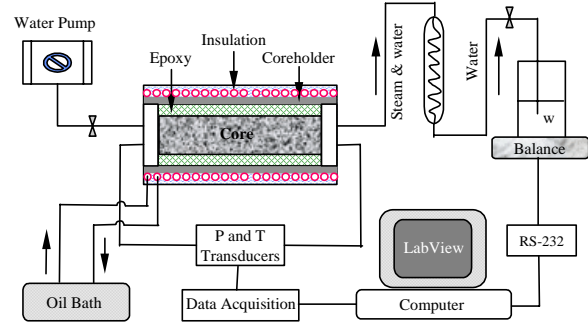 Water Pump
Insulation
Epoxy
Coreholder
Core
Steam & water
Water
w
Balance
P and T
Transducers
LabView
RS-232
Oil Bath
Data Acquisition
Computer